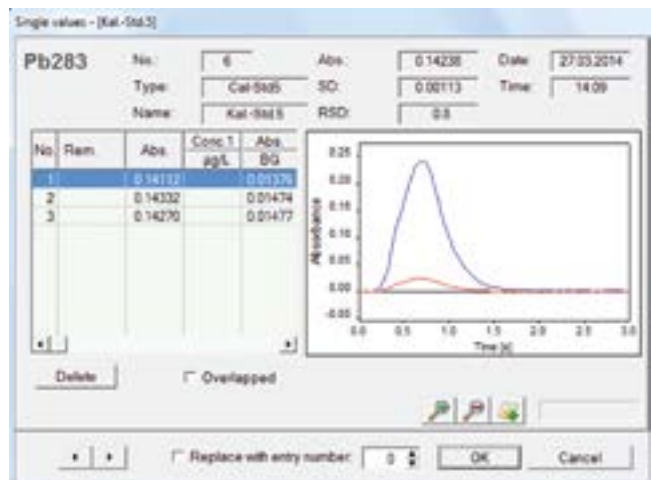 Single values - [Kal.-Std.5]
Pb283 No.: 6 Abs.: 0.14238 Date: 27.03.2014
Type: Cal-Std5 SD: 0.00113 Time: 14:09
Name: Kal.-Std.5 RSD: 0.8
No. Rem. Abs. Conc.1 Abs.
µg/L BG
1 0.14112 0.01376
2 0.14332 0.01474
3 0.14270 0.01477
Absorbance
0.25
0.20
0.15
0.10
0.05
0.00
0.0 0.5 1.0 1.5 2.0 2.5 3.0
Time [s]
Delete Overlapped
Replace with entry number: 0 OK Cancel